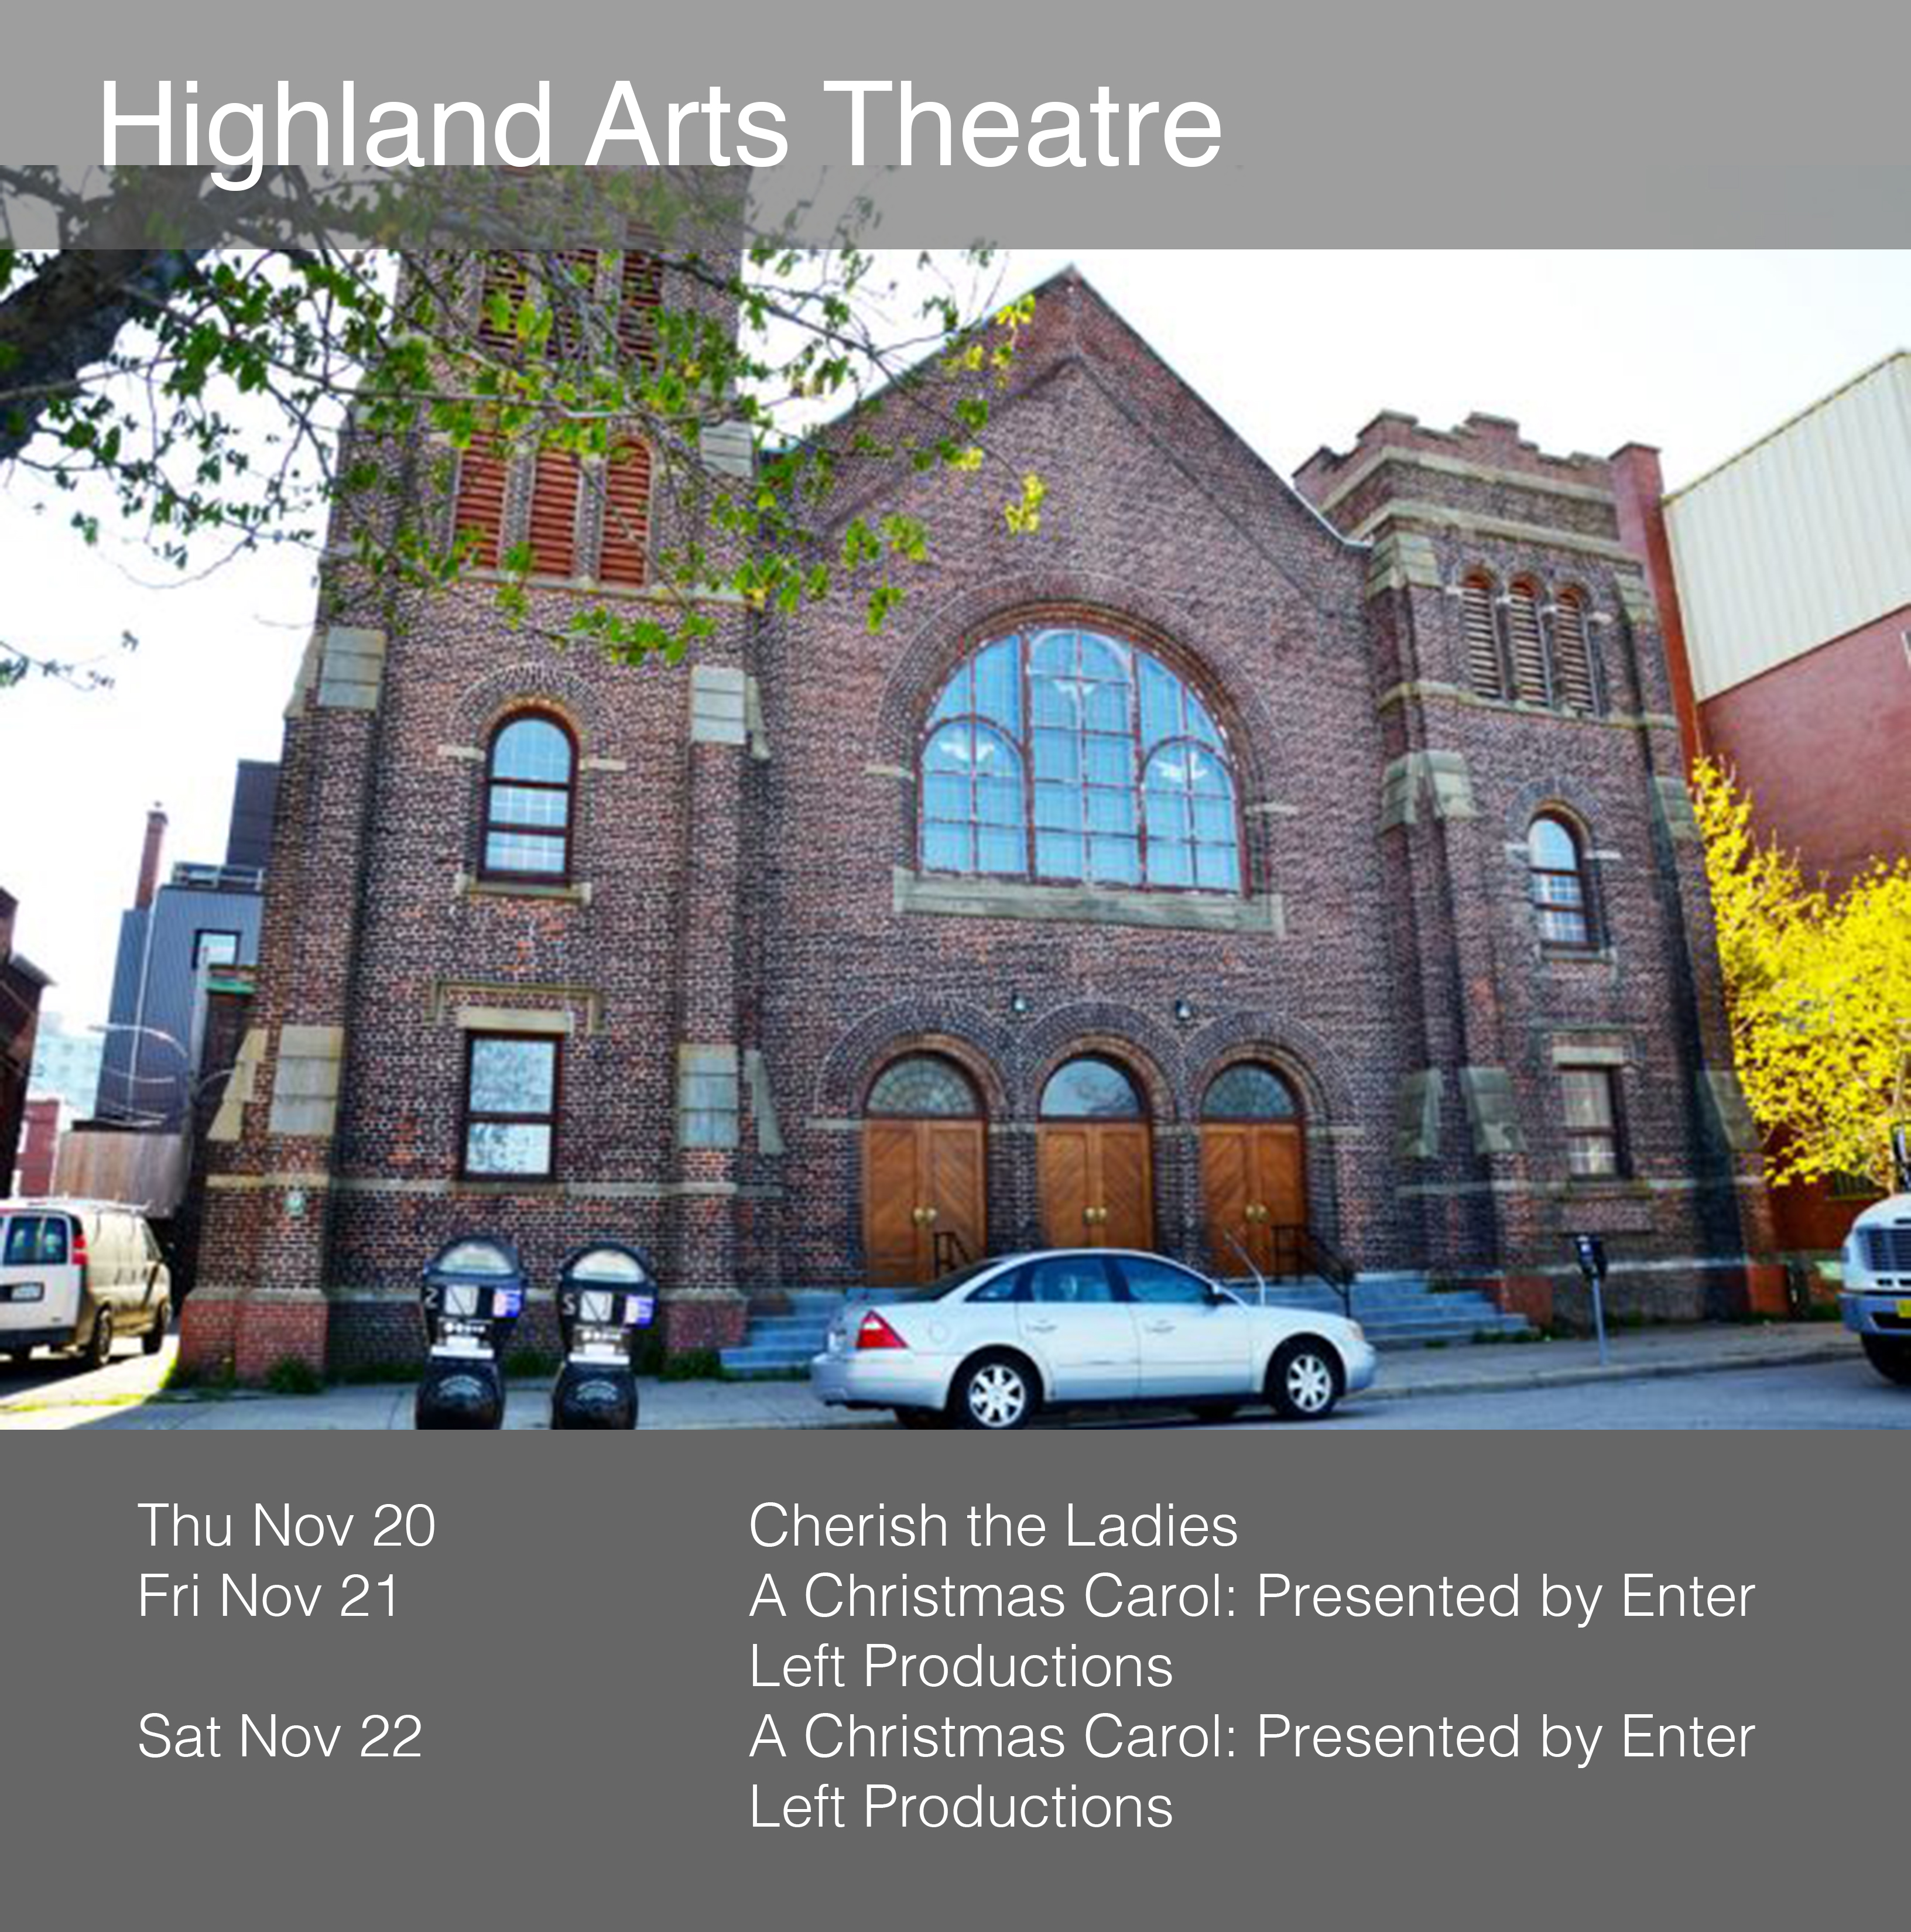 Highland Arts Theatre
Thu Nov 20 Cherish the Ladies
Fri Nov 21 A Christmas Carol: Presented by Enter
Left Productions
Sat Nov 22 A Christmas Carol: Presented by Enter
Left Productions